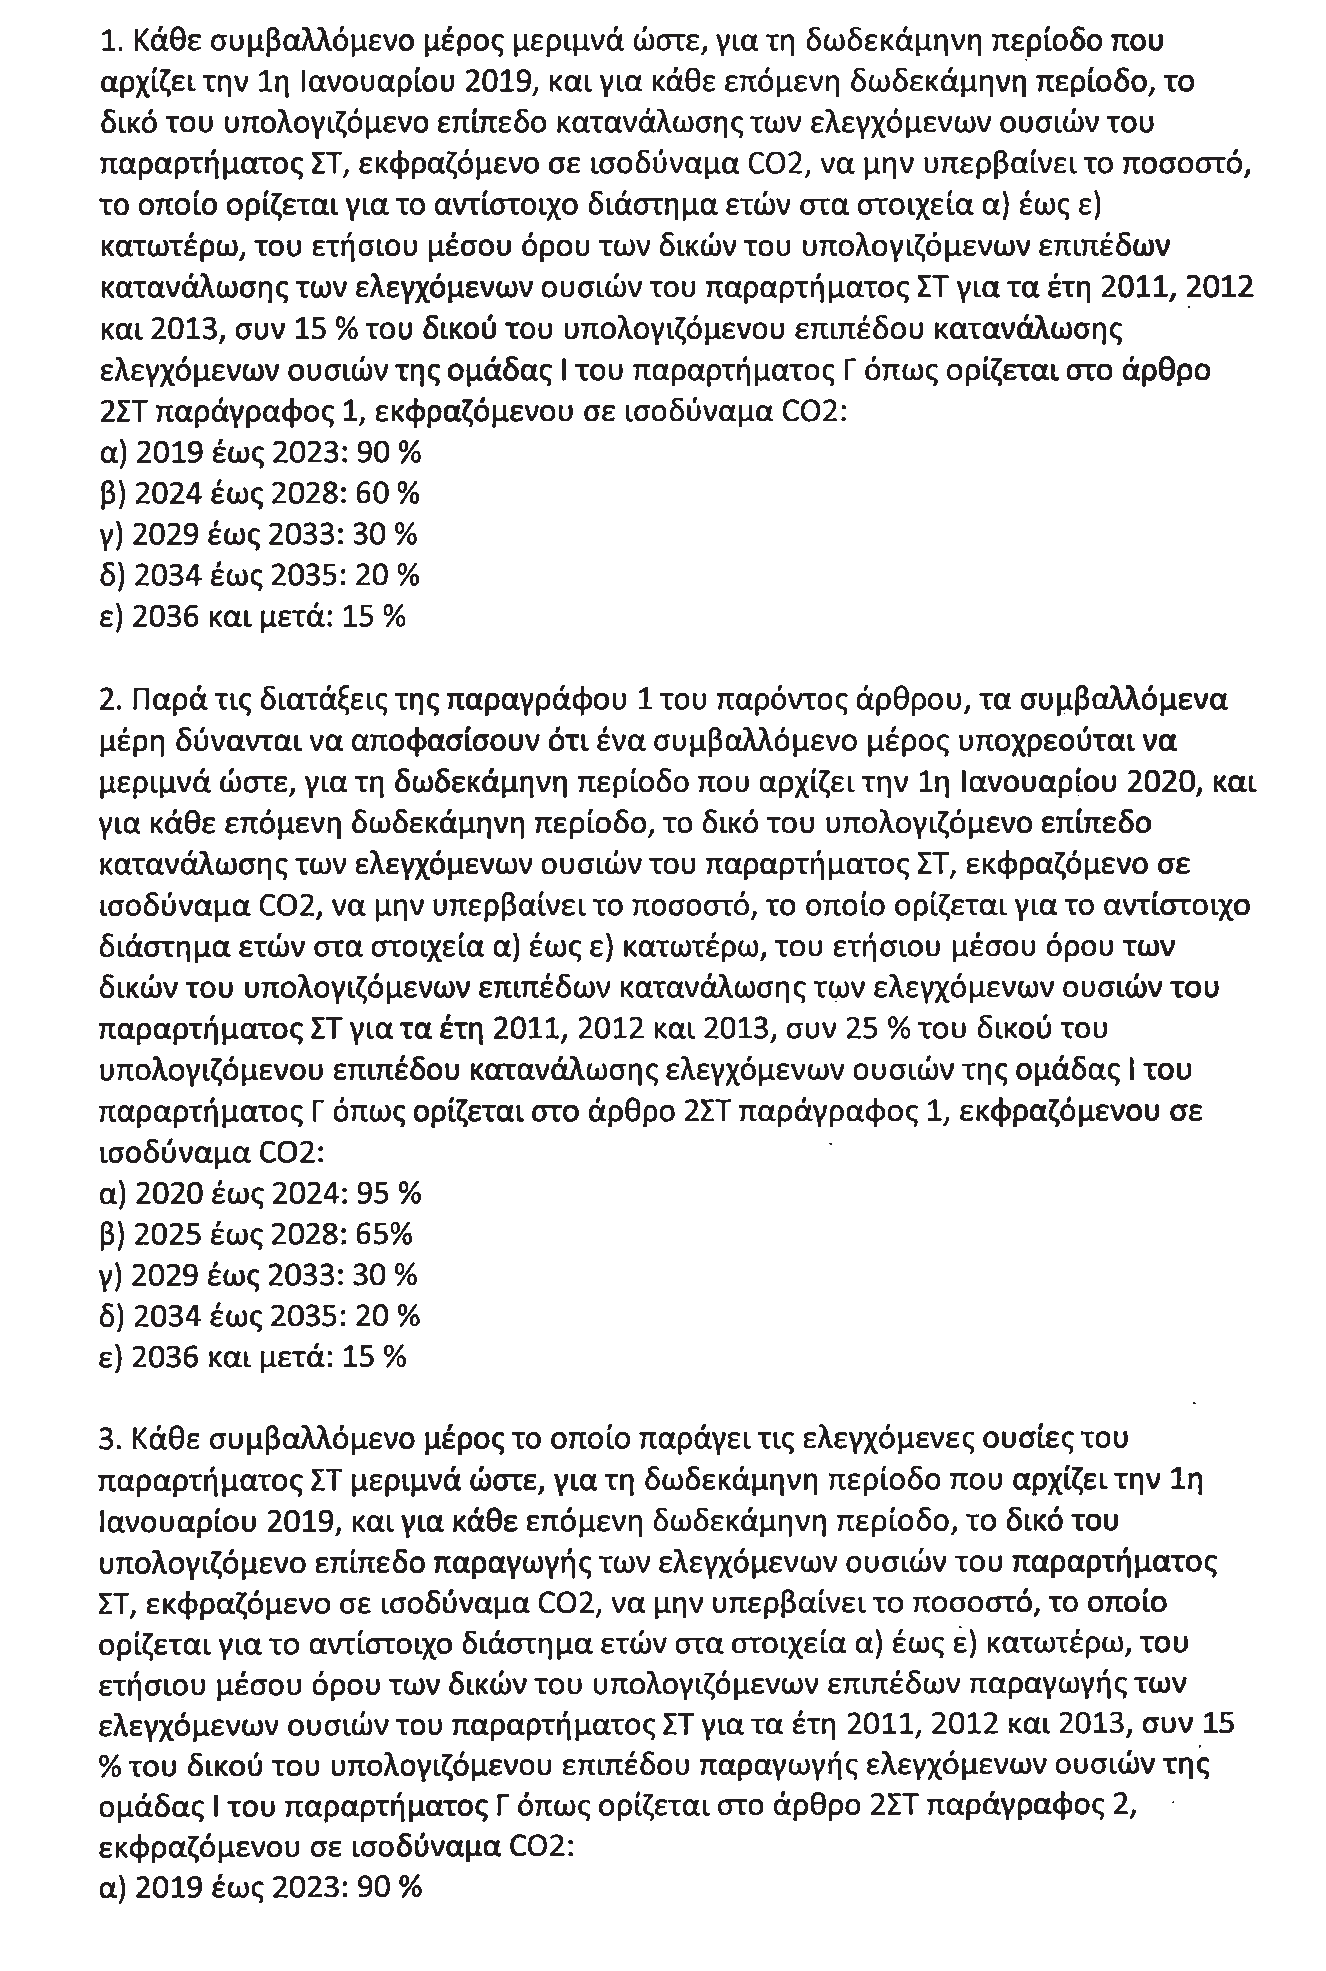 1. Κάθε συμβαλλόμενο μέρος μεριμνά ώστε, για τη δωδεκάμηνη περίοδο που
αρχίζει την 1η Ιανουαρίου 2019, και για κάθε επόμενη δωδεκάμηνη περίοδο, το
δικό του υπολογιζόμενο επίπεδο κατανάλωσης των ελεγχόμενων ουσιών του
παραρτήματος ΣΤ, εκφραζόμενο σε ισοδύναμα CO2, να μην υπερβαίνει το ποσοστό,
το οποίο ορίζεται για το αντίστοιχο διάστημα ετών στα στοιχεία α) έως ε)
κατωτέρω, του ετήσιου μέσου όρου των δικών του υπολογιζόμενων επιπέδων
κατανάλωσης των ελεγχόμενων ουσιών του παραρτήματος ΣΤ για τα έτη 2011, 2012
και 2013, συν 15 % του δικού του υπολογιζόμενου επιπέδου κατανάλωσης
ελεγχόμενων ουσιών της ομάδας Ι του παραρτήματος Γ όπως ορίζεται στο άρθρο
2ΣΤ παράγραφος 1, εκφραζόμενου σε ισοδύναμα CO2:
α) 2019 έως 2023: 90 %
β) 2024 έως 2028: 60 %
γ) 2029 έως 2033: 30 %
δ) 2034 έως 2035: 20 %
ε) 2036 και μετά: 15 %
2. Παρά τις διατάξεις της παραγράφου 1 του παρόντος άρθρου, τα συμβαλλόμενα
μέρη δύνανται να αποφασίσουν ότι ένα συμβαλλόμενο μέρος υποχρεούται να
μεριμνά ώστε, για τη δωδεκάμηνη περίοδο που αρχίζει την 1η Ιανουαρίου 2020, και
για κάθε επόμενη δωδεκάμηνη περίοδο, το δικό του υπολογιζόμενο επίπεδο
κατανάλωσης των ελεγχόμενων ουσιών του παραρτήματος ΣΤ, εκφραζόμενο σε
ισοδύναμα CO2, να μην υπερβαίνει το ποσοστό, το οποίο ορίζεται για το αντίστοιχο
διάστημα ετών στα στοιχεία α) έως ε) κατωτέρω, του ετήσιου μέσου όρου των
δικών του υπολογιζόμενων επιπέδων κατανάλωσης των ελεγχόμενων ουσιών του
παραρτήματος ΣΤ για τα έτη 2011, 2012 και 2013, συν 25 % του δικού του
υπολογιζόμενου επιπέδου κατανάλωσης ελεγχόμενων ουσιών της ομάδας Ι του
παραρτήματος Γ όπως ορίζεται στο άρθρο 2ΣΤ παράγραφος 1, εκφραζόμενου σε
ισοδύναμα CO2:
α) 2020 έως 2024: 95 %
β) 2025 έως 2028: 65%
γ) 2029 έως 2033: 30 %
δ) 2034 έως 2035: 20 %
ε) 2036 και μετά: 15 %
3. Κάθε συμβαλλόμενο μέρος το οποίο παράγει τις ελεγχόμενες ουσίες του
παραρτήματος ΣΤ μεριμνά ώστε, για τη δωδεκάμηνη περίοδο που αρχίζει την 1η
Ιανουαρίου 2019, και για κάθε επόμενη δωδεκάμηνη περίοδο, το δικό του
υπολογιζόμενο επίπεδο παραγωγής των ελεγχόμενων ουσιών του παραρτήματος
ΣΤ, εκφραζόμενο σε ισοδύναμα CO2, να μην υπερβαίνει το ποσοστό, το οποίο
ορίζεται για το αντίστοιχο διάστημα ετών στα στοιχεία α) έως ε) κατωτέρω, του
ετήσιου μέσου όρου των δικών του υπολογιζόμενων επιπέδων παραγωγής των
ελεγχόμενων ουσιών του παραρτήματος ΣΤ για τα έτη 2011, 2012 και 2013, συν 15
% του δικού του υπολογιζόμενου επιπέδου παραγωγής ελεγχόμενων ουσιών της
ομάδας Ι του παραρτήματος Γ όπως ορίζεται στο άρθρο 2ΣΤ παράγραφος 2,
εκφραζόμενου σε ισοδύναμα CO2:
α) 2019 έως 2023: 90 %